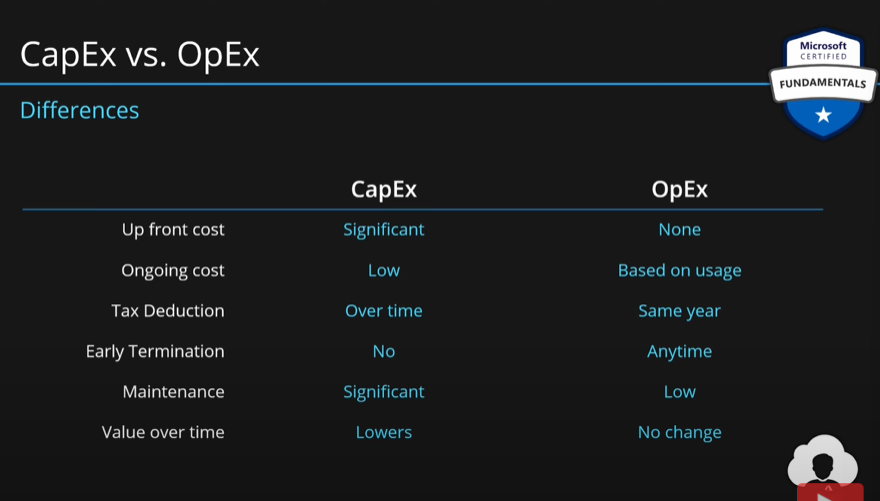 CapEx vs. OpEx
Microsoft
CERTIFIED
FUNDAMENTALS
Differences
CapEx OpEx
Up front cost Significant None
Ongoing cost Low Based on usage
Tax Deduction Over time Same year
Early Termination No Anytime
Maintenance Significant Low
Value over time Lowers No change